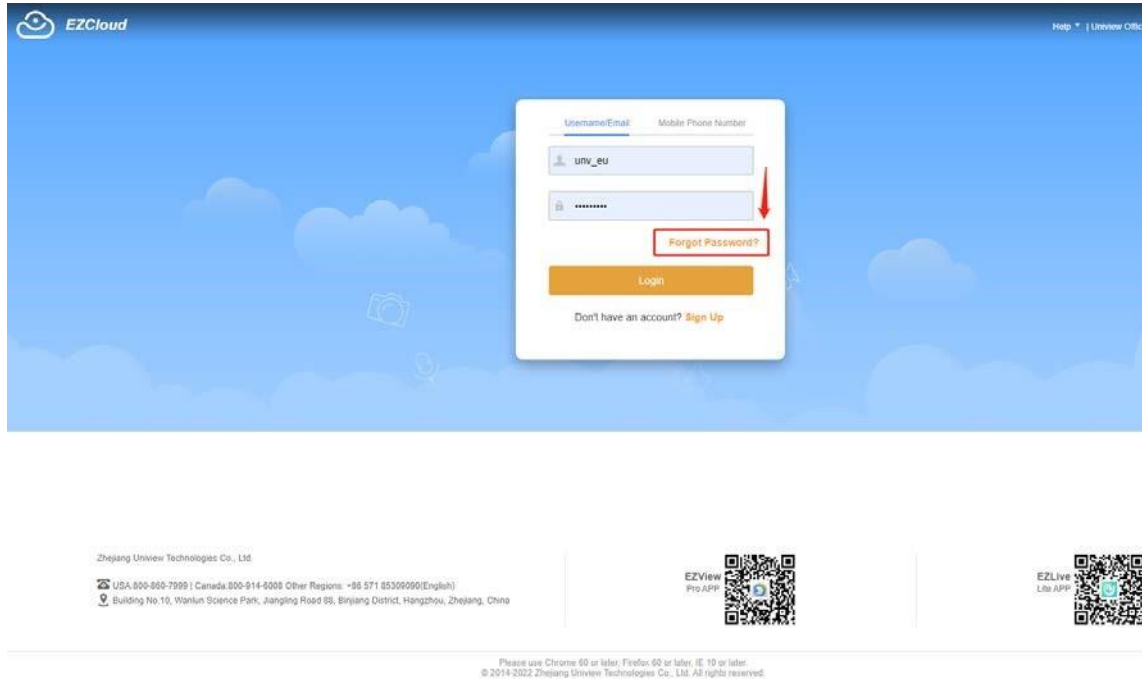 EZCloud
Help | Uniview Offic
Username/Email Mobile Phone Number
unv_eu
•••••••••
Forgot Password?
Login
Don't have an account? Sign Up
Zhejiang Uniview Technologies Co., Ltd.
USA:800-860-7999 | Canada:800-914-6008 Other Regions: +86 571 85309090(English)
Building No.10, Wanlun Science Park, Jiangling Road 88, Binjiang District, Hangzhou, Zhejiang, China
EZView
Pro APP
EZLive
Lite APP
Please use Chrome 60 or later, Firefox 60 or later, IE 10 or later.
© 2014-2022 Zhejiang Uniview Technologies Co., Ltd. All rights reserved.